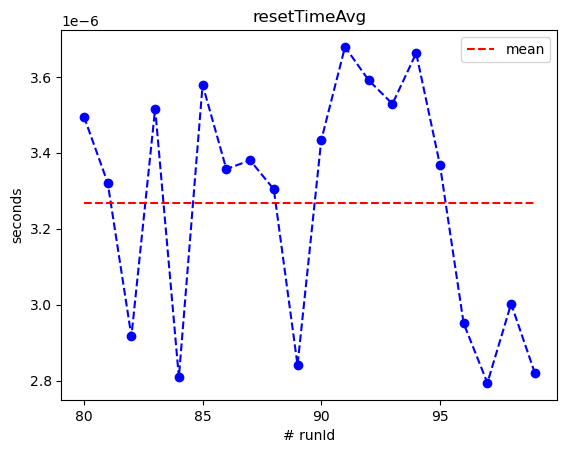 resetTimeAvg
1e−6
mean
3.6
3.4
3.2
3.0
2.8
seconds
80 85 90 95
# runId